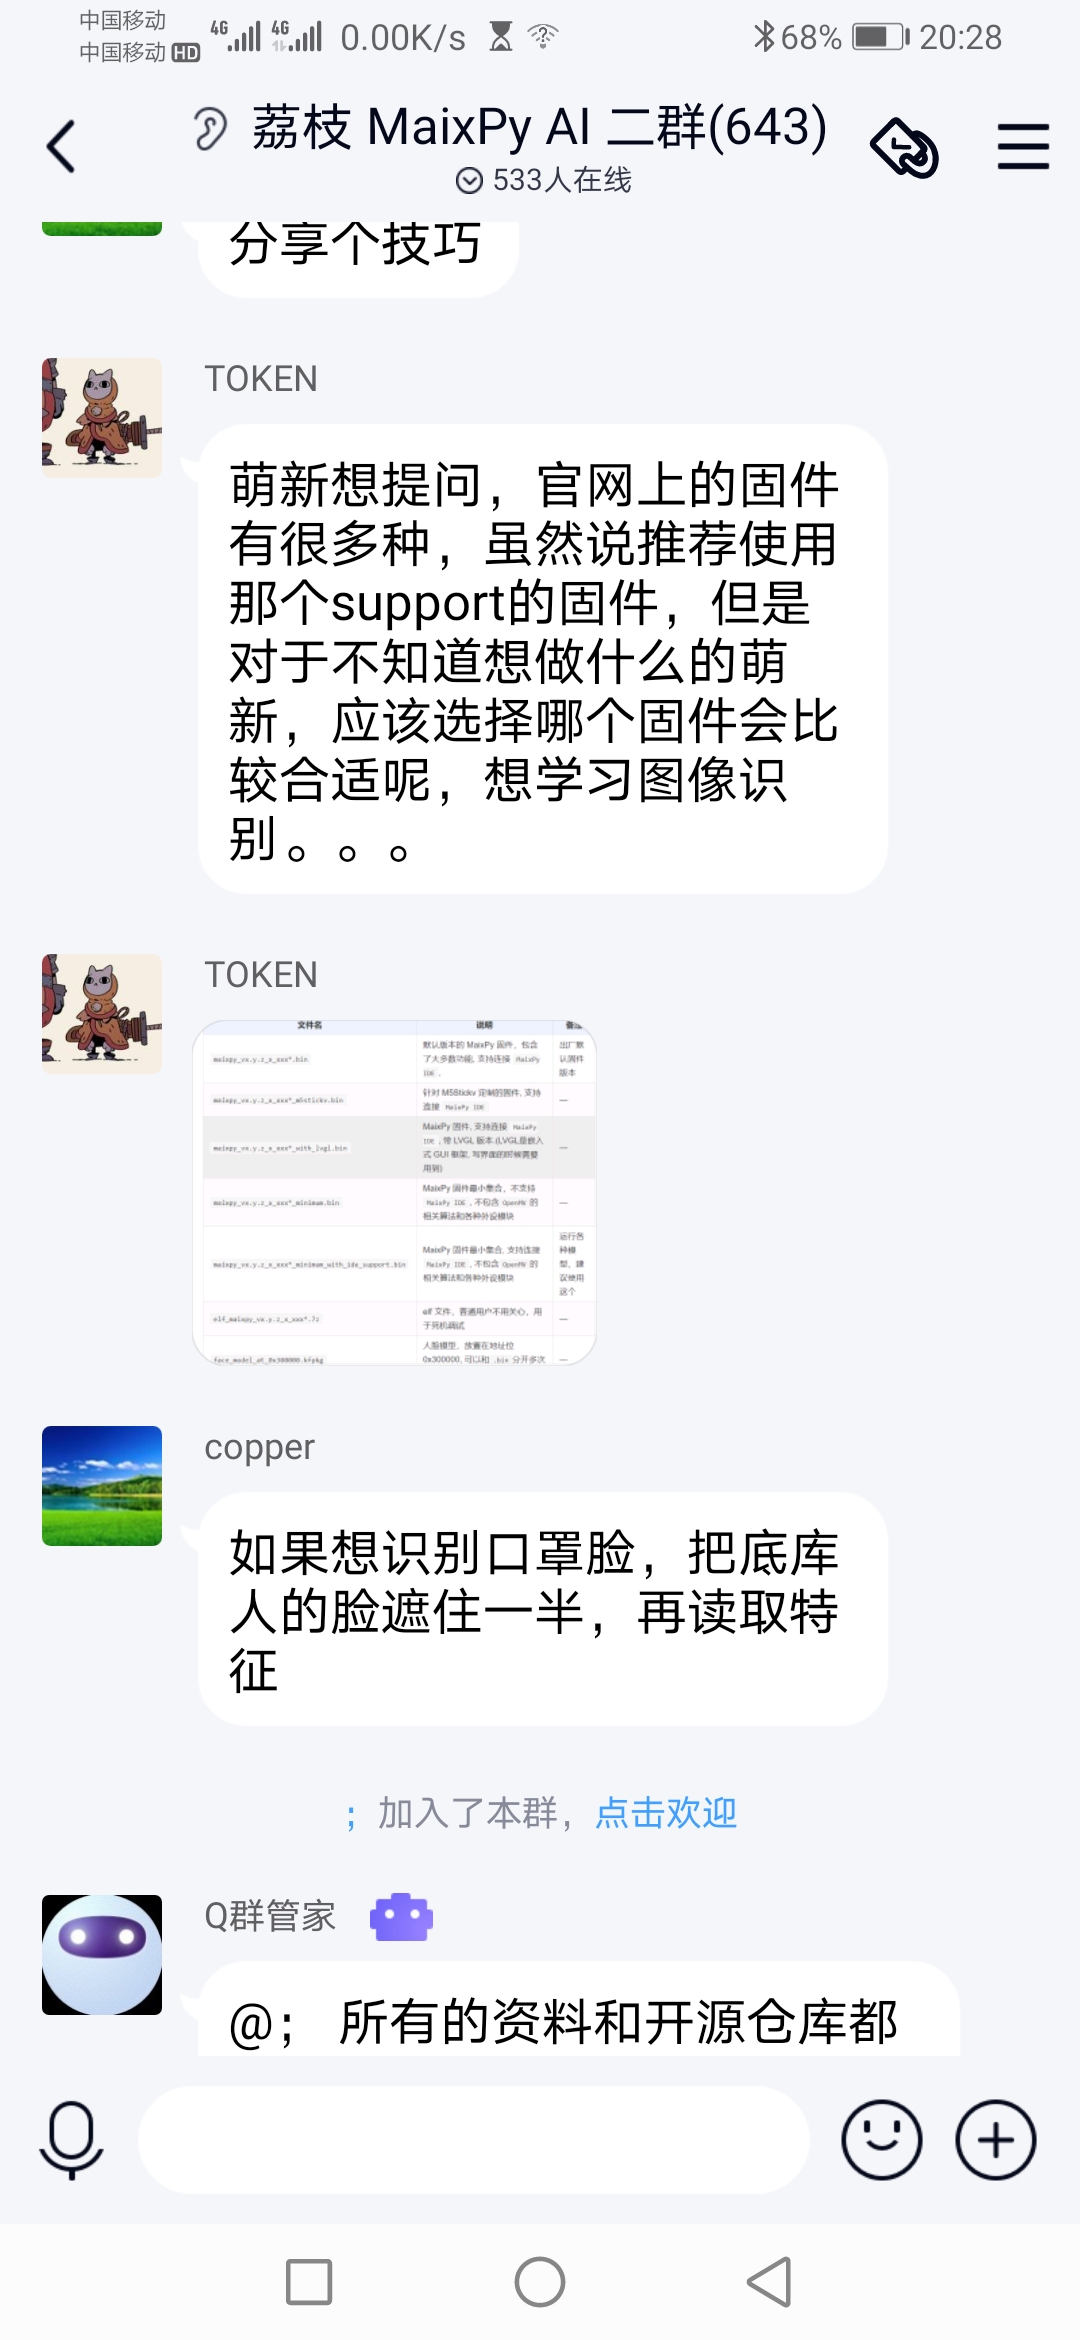 中国移动
中国移动 HD
4G 4G 0.00K/s
68% 20:28
荔枝 MaixPy AI 二群(643)
533人在线
分享个技巧
TOKEN
萌新想提问，官网上的固件
有很多种，虽然说推荐使用
那个support的固件，但是
对于不知道想做什么的萌
新，应该选择哪个固件会比
较合适呢，想学习图像识
别。。。
TOKEN
文件名 说明 备注
maixpy_vx.y.z_x_xxx*.bin
默认版本的 MaixPy 固件，包含
了大多数功能, 支持连接 MaixPy
IDE .
出厂默
认固件
版本
maixpy_vx.y.z_x_xxx*_m5stickv.bin
针对 M5Stickv 定制的固件, 支持
连接 MaixPy IDE
—
maixpy_vx.y.z_x_xxx*_with_lvgl.bin
MaixPy 固件, 支持连接 MaixPy
IDE , 带 LVGL 版本.(LVGL是嵌入
式 GUI 框架, 写界面的时候需要
用到)
—
maixpy_vx.y.z_x_xxx*_minimum.bin
MaixPy 固件最小集合，不支持
MaixPy IDE , 不包含 OpenMV 的
相关算法和各种外设模块
—
maixpy_vx.y.z_x_xxx*_minimum_with_ide_support.bin
MaixPy 固件最小集合, 支持连接
MaixPy IDE , 不包含 OpenMV 的
相关算法和各种外设模块
运行各
种模
型，建
议使用
这个
elf_maixpy_vx.y.z_x_xxx*.7z
elf 文件，普通用户不用关心，用
于死机调试
—
face_model_at_0x300000.kfpkg
人脸模型，放置在地址位
0x300000, 可以和 .bin 分开多次
—
copper
如果想识别口罩脸，把底库
人的脸遮住一半，再读取特
征
; 加入了本群，点击欢迎
Q群管家
@; 所有的资料和开源仓库都